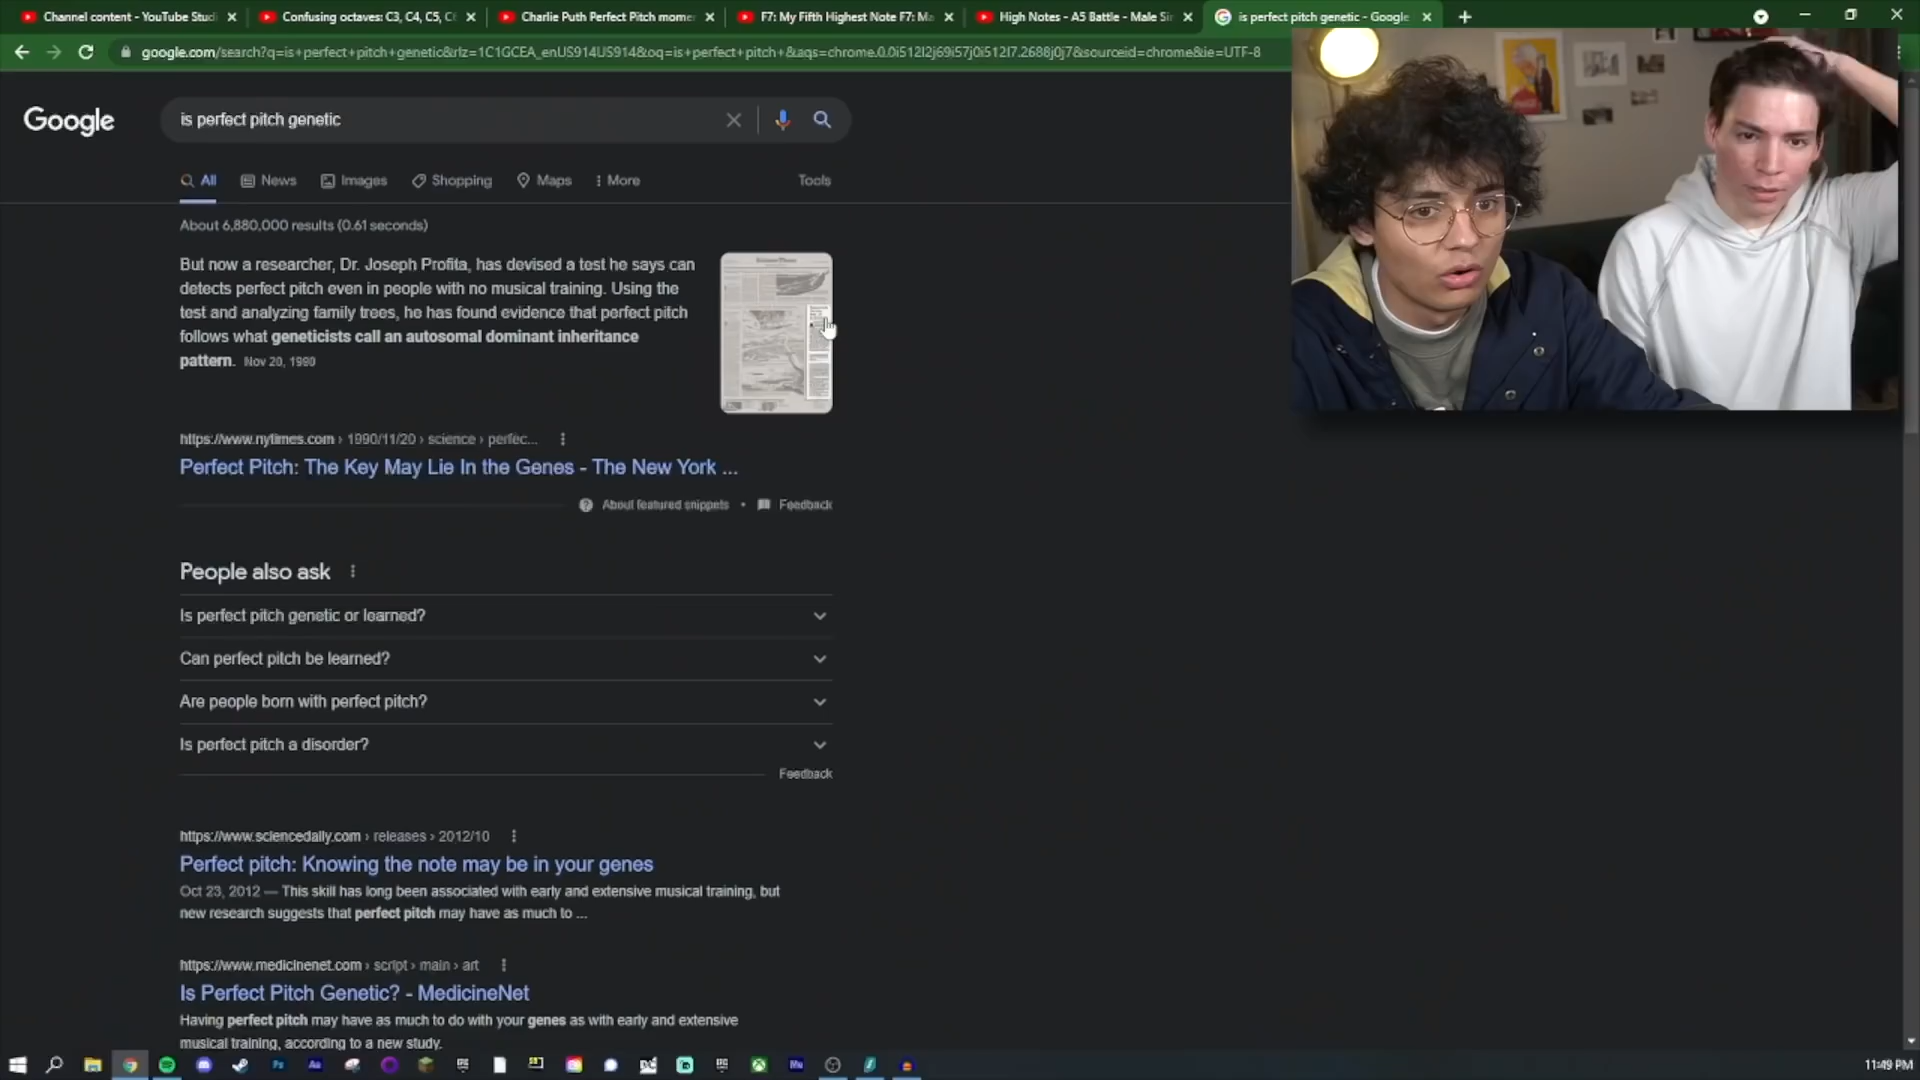 Channel content - YouTube Studi
Confusing octaves: C3, C4, C5, C
Charlie Puth Perfect Pitch mome
F7: My Fifth Highest Note F7: Ma
High Notes - A5 Battle - Male Sir
is perfect pitch genetic - Google
google.com/search?q=is+perfect+pitch+genetic&rlz=1C1GCEA_enUS914US914&oq=is+perfect+pitch+&aqs=chrome.0.0i512l2j69i57j0i512l7.2688j0j7&sourceid=chrome&ie=UTF-8
Google
is perfect pitch genetic
All
News
Images
Shopping
Maps
More
Tools
About 6,880,000 results (0.61 seconds)
But now a researcher, Dr. Joseph Profita, has devised a test he says can
detects perfect pitch even in people with no musical training. Using the
test and analyzing family trees, he has found evidence that perfect pitch
follows what geneticists call an autosomal dominant inheritance
pattern. Nov 20, 1990
https://www.nytimes.com › 1990/11/20 › science › perfec...
Perfect Pitch: The Key May Lie In the Genes - The New York ...
About featured snippets • Feedback
People also ask
Is perfect pitch genetic or learned?
Can perfect pitch be learned?
Are people born with perfect pitch?
Is perfect pitch a disorder?
Feedback
https://www.sciencedaily.com › releases › 2012/10
Perfect pitch: Knowing the note may be in your genes
Oct 23, 2012 — This skill has long been associated with early and extensive musical training, but
new research suggests that perfect pitch may have as much to ...
https://www.medicinenet.com › script › main › art
Is Perfect Pitch Genetic? - MedicineNet
Having perfect pitch may have as much to do with your genes as with early and extensive
musical training, according to a new study.
Ps
Ae
Mu
11:49 PM